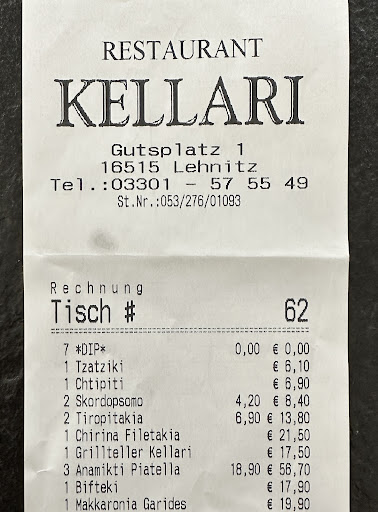 RESTAURANT
KELLARI
Gutsplatz 1
16515 Lehnitz
Tel.:03301 - 57 55 49
St.Nr.:053/276/01093
Rechnung
Tisch # 62
7 *DIP* 0,00 € 0,00
1 Tzatziki € 6,10
1 Chtipiti € 6,90
2 Skordopsomo 4,20 € 8,40
2 Tiropitakia 6,90 € 13,80
1 Chirina Filetakia € 21,50
1 Grillteller Kellari € 17,50
3 Anamikti Piatella 18,90 € 56,70
1 Bifteki € 17,90
1 Makkaronia Garides € 19,90